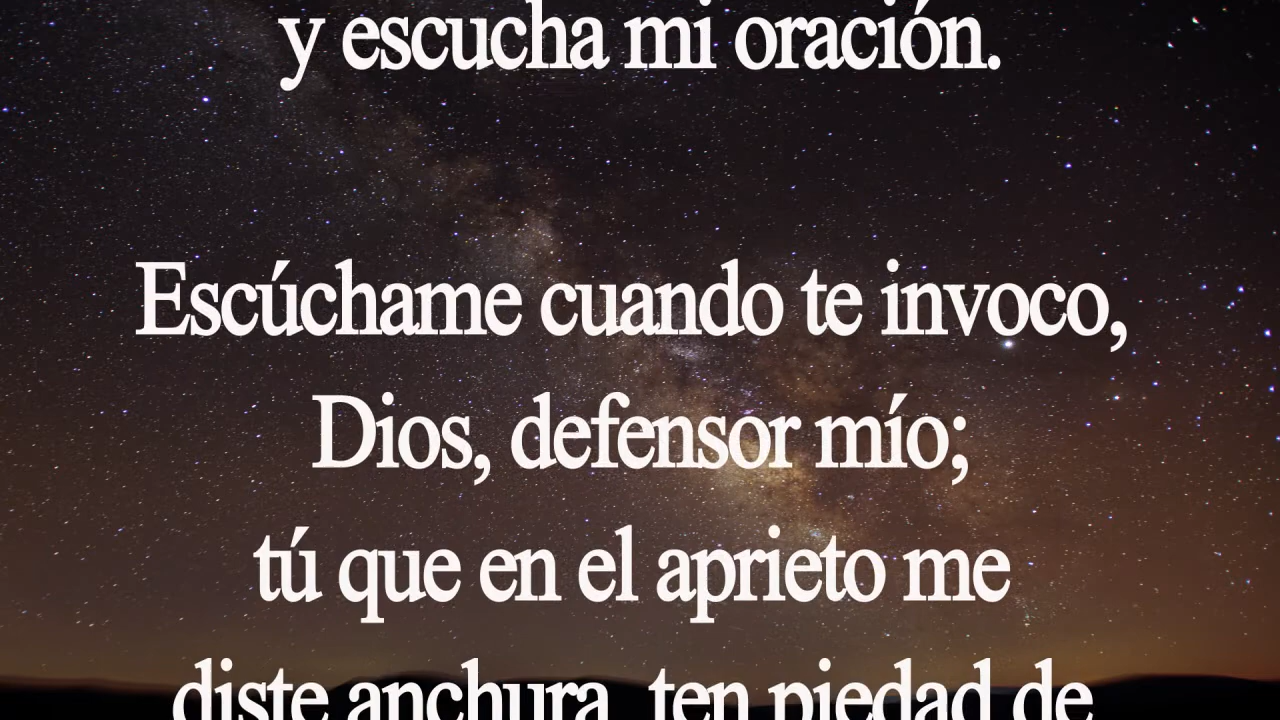 y escucha mi oración.
Escúchame cuando te invoco,
Dios, defensor mío;
tú que en el aprieto me
diste anchura, ten piedad de